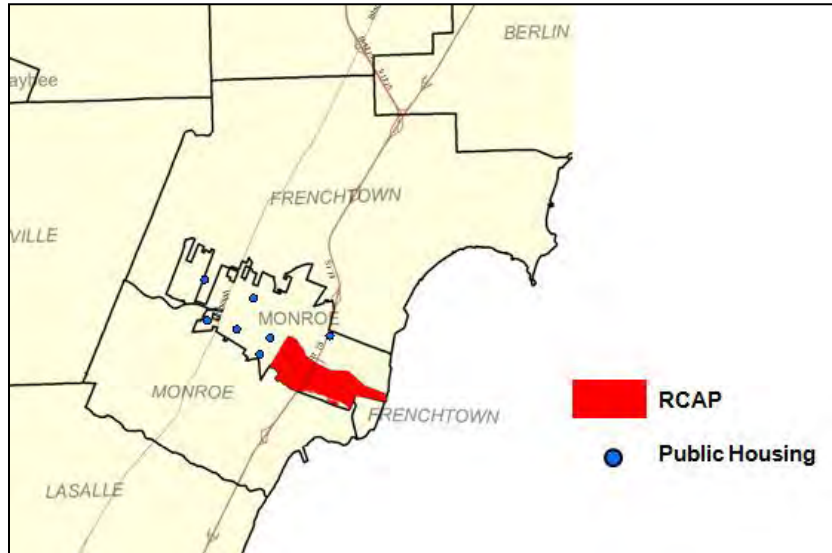 BERLIN
aybee
FRENCHTOWN
VILLE
MONROE
MONROE
FRENCHTOWN
LASALLE
RCAP
Public Housing